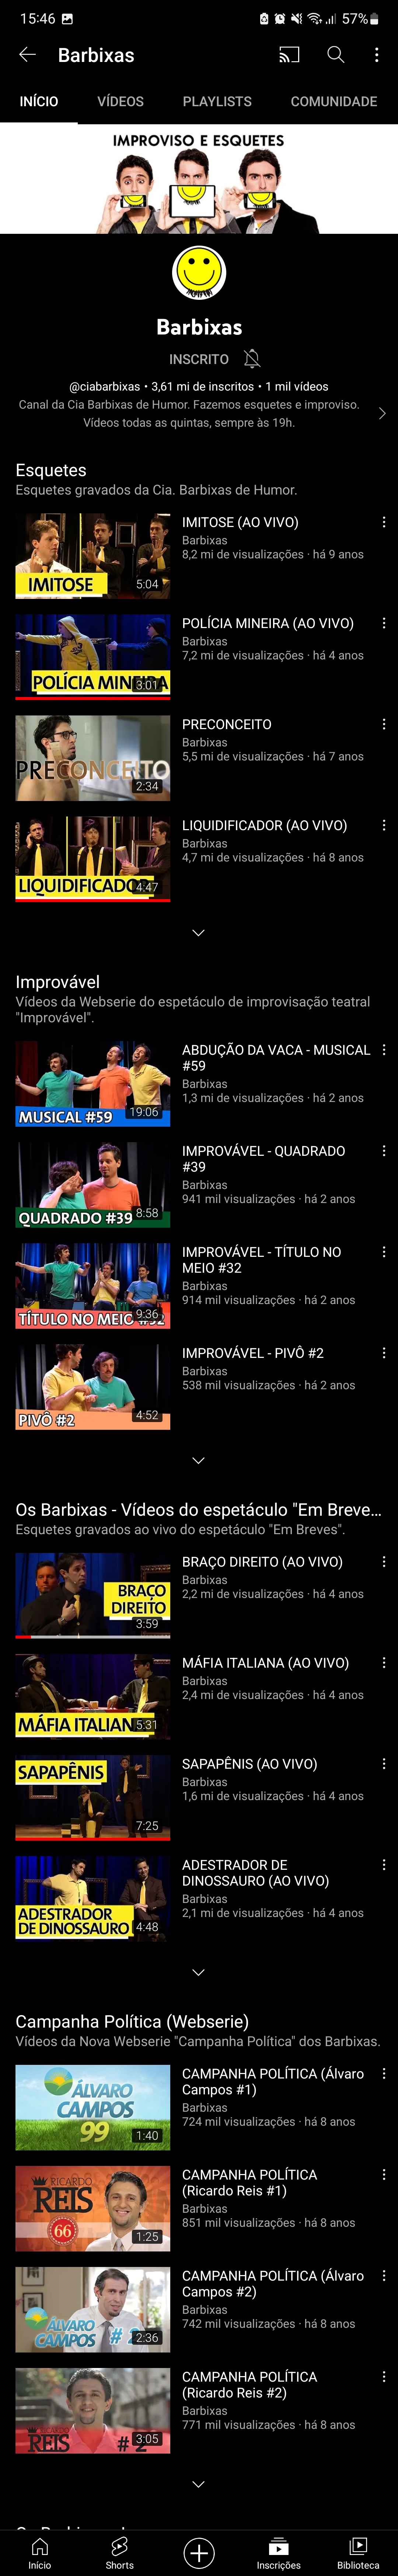 15:46
57%
Barbixas
INÍCIO
VÍDEOS
PLAYLISTS
COMUNIDADE
IMPROVISO E ESQUETES
Barbixas
INSCRITO
@ciabarbixas • 3,61 mi de inscritos • 1 mil vídeos
Canal da Cia Barbixas de Humor. Fazemos esquetes e improviso.
Vídeos todas as quintas, sempre às 19h.
Esquetes
Esquetes gravados da Cia. Barbixas de Humor.
IMITOSE
5:04
IMITOSE (AO VIVO)
Barbixas
8,2 mi de visualizações · há 9 anos
POLÍCIA MINEIRA
3:01
POLÍCIA MINEIRA (AO VIVO)
Barbixas
7,2 mi de visualizações · há 4 anos
PRECONCEITO
2:34
PRECONCEITO
Barbixas
5,5 mi de visualizações · há 7 anos
LIQUIDIFICADOR
4:47
LIQUIDIFICADOR (AO VIVO)
Barbixas
4,7 mi de visualizações · há 8 anos
Improvável
Vídeos da Webserie do espetáculo de improvisação teatral
"Improvável".
MUSICAL #59
19:06
ABDUÇÃO DA VACA - MUSICAL
#59
Barbixas
1,3 mi de visualizações · há 2 anos
QUADRADO #39
8:58
IMPROVÁVEL - QUADRADO
#39
Barbixas
941 mil visualizações · há 2 anos
TÍTULO NO MEIO #32
9:36
IMPROVÁVEL - TÍTULO NO
MEIO #32
Barbixas
914 mil visualizações · há 2 anos
PIVÔ #2
4:52
IMPROVÁVEL - PIVÔ #2
Barbixas
538 mil visualizações · há 2 anos
Os Barbixas - Vídeos do espetáculo "Em Breve...
Esquetes gravados ao vivo do espetáculo "Em Breves".
BRAÇO
DIREITO
3:59
BRAÇO DIREITO (AO VIVO)
Barbixas
2,2 mi de visualizações · há 4 anos
MÁFIA ITALIAN
5:31
MÁFIA ITALIANA (AO VIVO)
Barbixas
2,4 mi de visualizações · há 4 anos
SAPAPÊNIS
7:25
SAPAPÊNIS (AO VIVO)
Barbixas
1,6 mi de visualizações · há 4 anos
ADESTRADOR
DE DINOSSAURO
4:48
ADESTRADOR DE
DINOSSAURO (AO VIVO)
Barbixas
2,1 mi de visualizações · há 4 anos
Campanha Política (Webserie)
Vídeos da Nova Webserie "Campanha Política" dos Barbixas.
ÁLVARO
CAMPOS
99
1:40
CAMPANHA POLÍTICA (Álvaro
Campos #1)
Barbixas
724 mil visualizações · há 8 anos
RICARDO
REIS
66
1:25
CAMPANHA POLÍTICA
(Ricardo Reis #1)
Barbixas
851 mil visualizações · há 8 anos
ÁLVARO
CAMPOS # 2
2:36
CAMPANHA POLÍTICA (Álvaro
Campos #2)
Barbixas
742 mil visualizações · há 8 anos
RICARDO
REIS # 2
3:05
CAMPANHA POLÍTICA
(Ricardo Reis #2)
Barbixas
771 mil visualizações · há 8 anos
Início
Shorts
Inscrições
Biblioteca